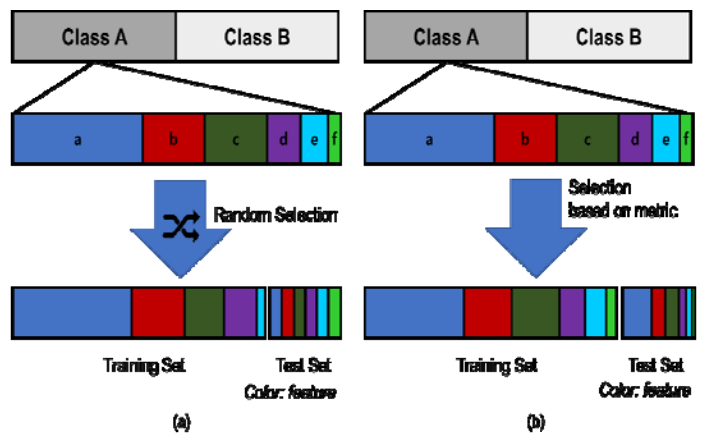 Class A Class B
a b c d e f
Random Selection
Training Set Test Set
Color: feature
(a)
Class A Class B
a b c d e f
Selection
based on metric
Training Set Test Set
Color: feature
(b)